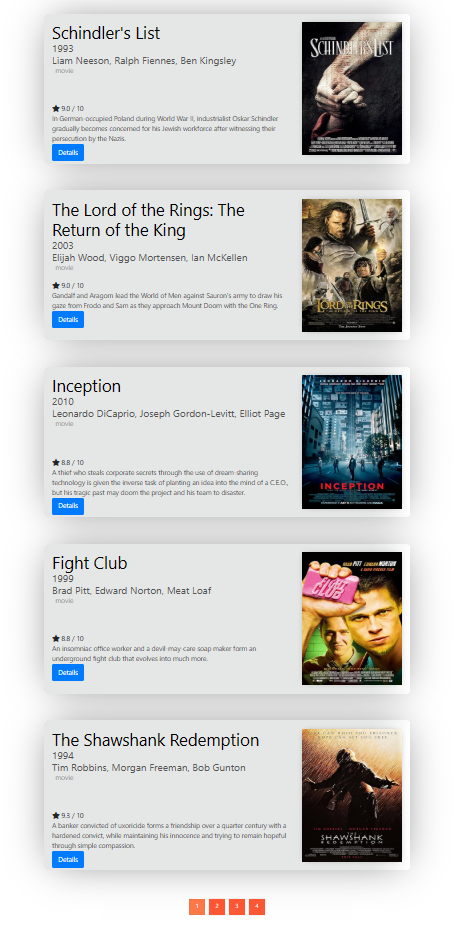 Schindler's List
1993
Liam Neeson, Ralph Fiennes, Ben Kingsley
movie
9.0 / 10
In German-occupied Poland during World War II, industrialist Oskar Schindler
gradually becomes concerned for his Jewish workforce after witnessing their
persecution by the Nazis.
Details
SCHINDLER'S LIST
The Lord of the Rings: The
Return of the King
2003
Elijah Wood, Viggo Mortensen, Ian McKellen
movie
9.0 / 10
Gandalf and Aragorn lead the World of Men against Sauron's army to draw his
gaze from Frodo and Sam as they approach Mount Doom with the One Ring.
Details
LORD OF THE RINGS
Inception
2010
Leonardo DiCaprio, Joseph Gordon-Levitt, Elliot Page
movie
8.8 / 10
A thief who steals corporate secrets through the use of dream-sharing
technology is given the inverse task of planting an idea into the mind of a C.E.O.,
but his tragic past may doom the project and his team to disaster.
Details
LEONARDO DICAPRIO
INCEPTION
Fight Club
1999
Brad Pitt, Edward Norton, Meat Loaf
movie
8.8 / 10
An insomniac office worker and a devil-may-care soap maker form an
underground fight club that evolves into much more.
Details
BRAD PITT EDWARD NORTON
FIGHT
CLUB
The Shawshank Redemption
1994
Tim Robbins, Morgan Freeman, Bob Gunton
movie
9.3 / 10
A banker convicted of uxoricide forms a friendship over a quarter century with a
hardened convict, while maintaining his innocence and trying to remain hopeful
through simple compassion.
Details
TIM ROBBINS MORGAN FREEMAN
THE
SHAWSHANK
REDEMPTION
1 2 3 4